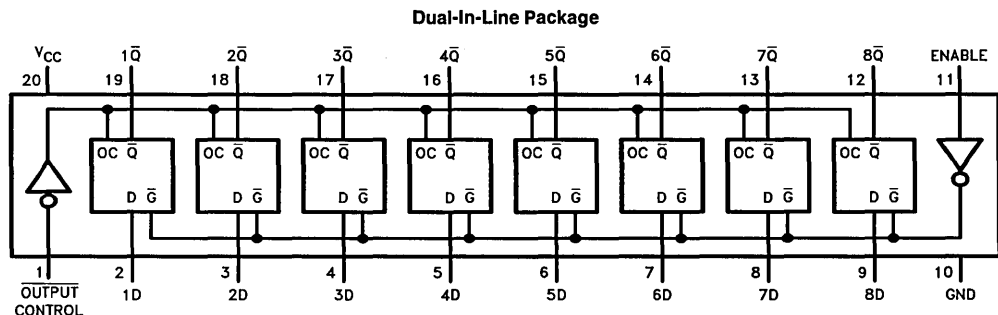 Dual-In-Line Package
VCC 1Q̅ 2Q̅ 3Q̅ 4Q̅ 5Q̅ 6Q̅ 7Q̅ 8Q̅ ENABLE
20 19 18 17 16 15 14 13 12 11
OC Q̅ OC Q̅ OC Q̅ OC Q̅ OC Q̅ OC Q̅ OC Q̅ OC Q̅
D G̅ D G̅ D G̅ D G̅ D G̅ D G̅ D G̅ D G̅
1 2 3 4 5 6 7 8 9 10
O̅U̅T̅P̅U̅T̅ 1D 2D 3D 4D 5D 6D 7D 8D GND
CONTROL